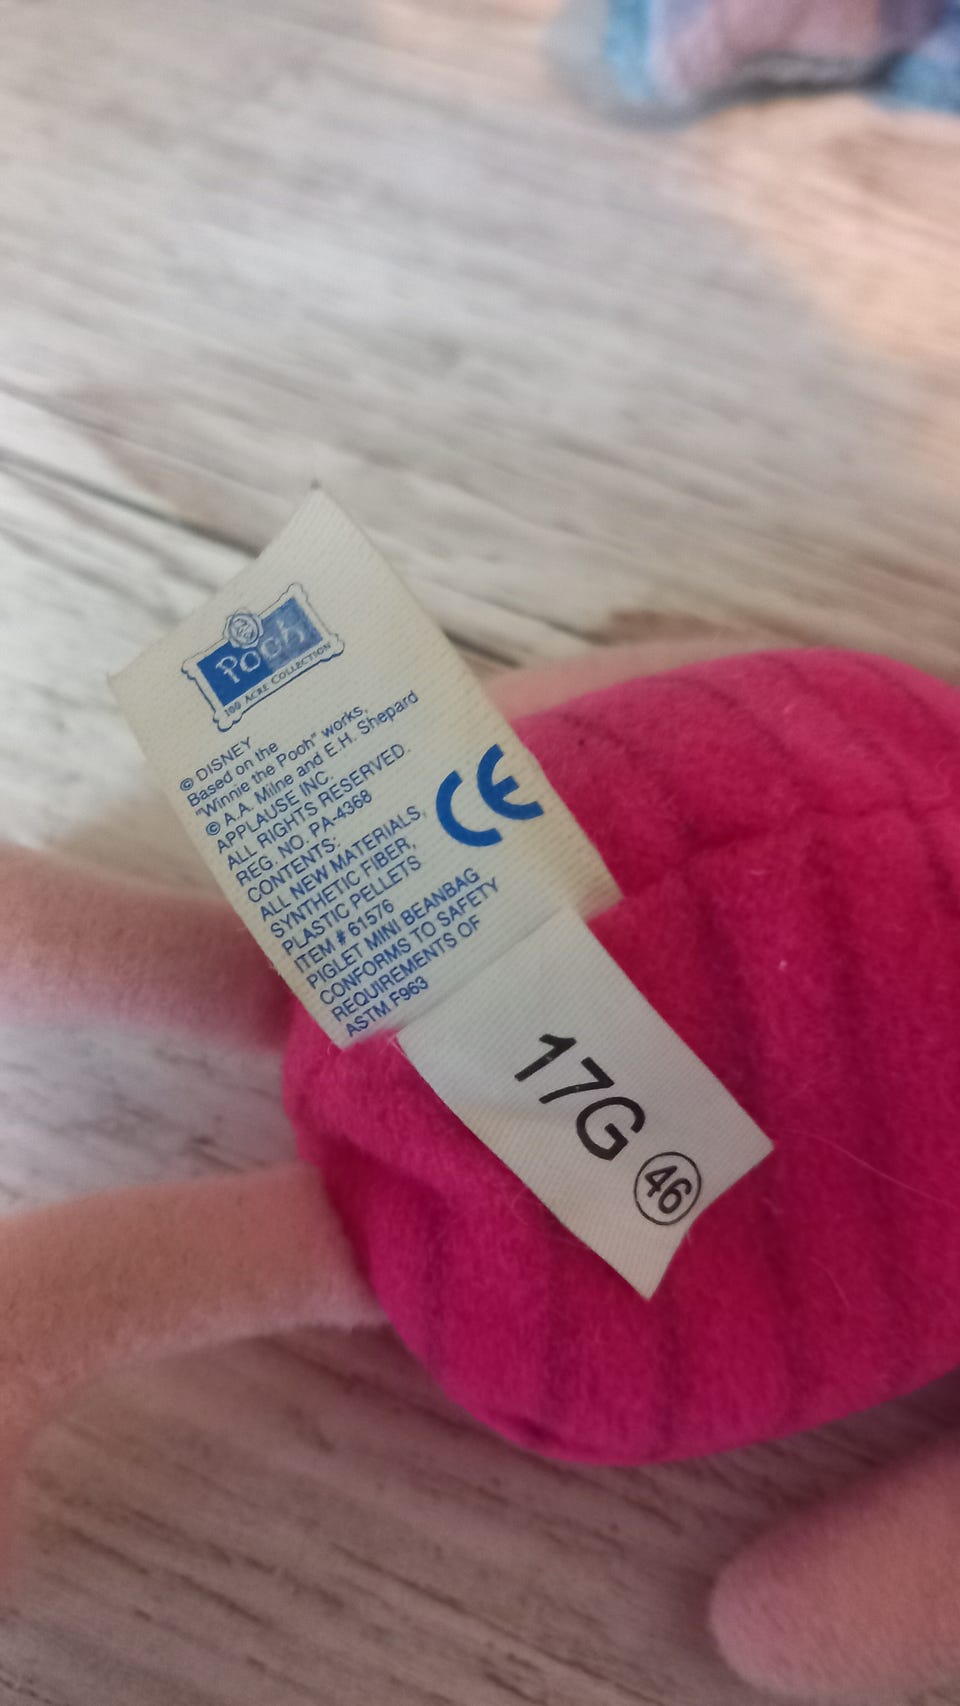 Pooh
100 ACRE COLLECTION
© DISNEY
Based on the
"Winnie the Pooh" works,
© A.A. Milne and E.H. Shepard
APPLAUSE INC.
ALL RIGHTS RESERVED.
REG. NO. PA-4368
CONTENTS:
ALL NEW MATERIALS,
SYNTHETIC FIBER,
PLASTIC PELLETS
ITEM # 61576
PIGLET MINI BEANBAG
CONFORMS TO SAFETY
REQUIREMENTS OF
ASTM F963
CE
17G
46